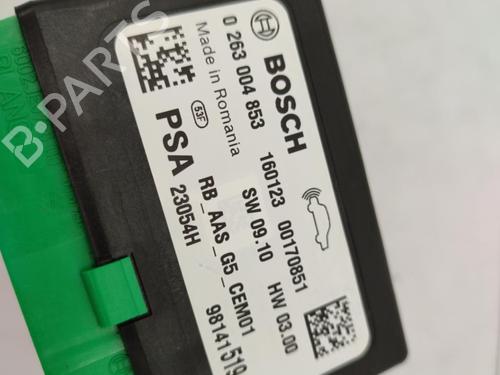 BOSCH
0 263 004 853
160123 00170851
Made in Romania
SW 09.10 HW 03.00
53F
RB_AAS_G5_CEM01
PSA 23054H
98141519
B-PARTS